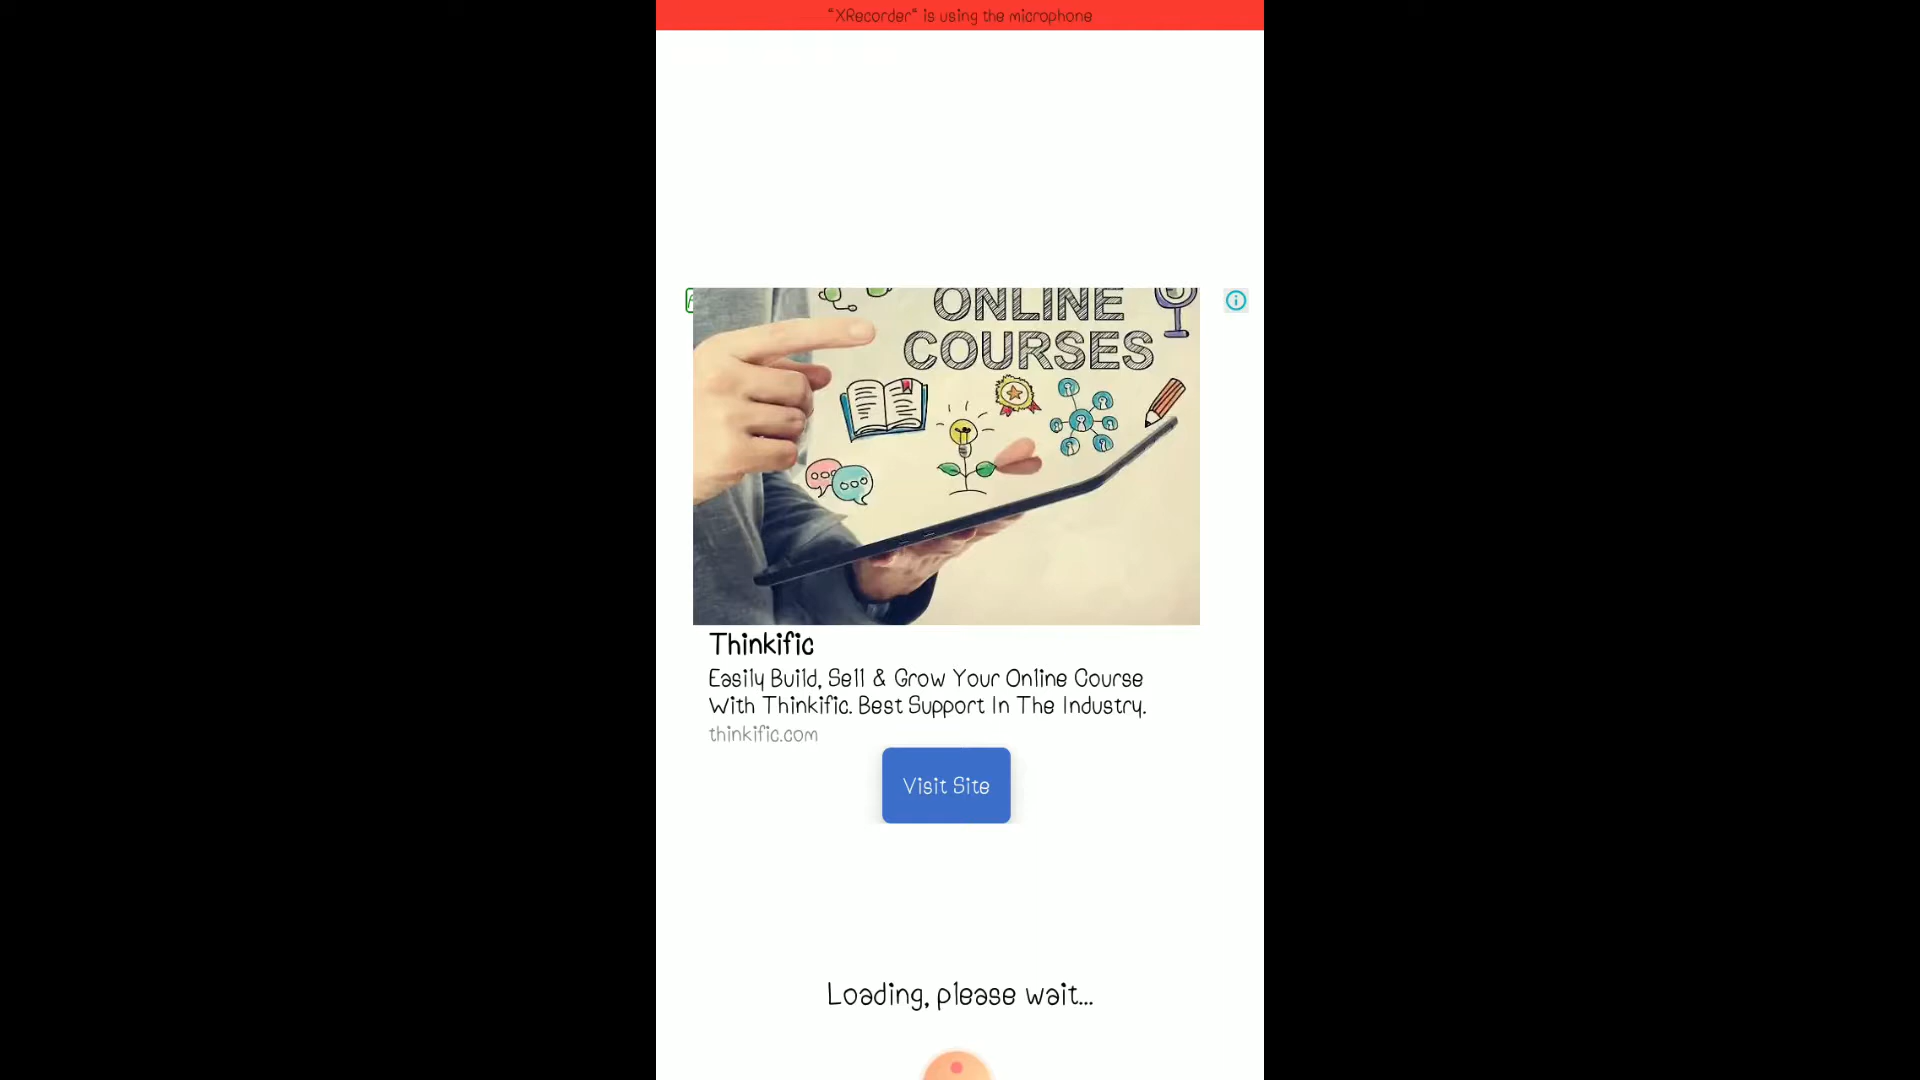 "XRecorder" is using the microphone
ONLINE
COURSES
Thinkific
Easily Build, Sell & Grow Your Online Course
With Thinkific. Best Support In The Industry.
thinkific.com
Visit Site
Loading, please wait...